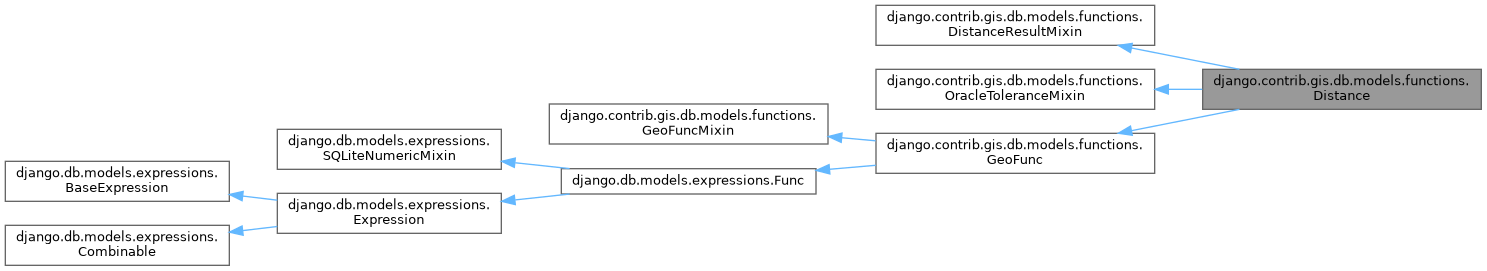 django.contrib.gis.db.models.functions.
DistanceResultMixin
django.contrib.gis.db.models.functions.
Distance
django.contrib.gis.db.models.functions.
OracleToleranceMixin
django.contrib.gis.db.models.functions.
GeoFuncMixin
django.contrib.gis.db.models.functions.
GeoFunc
django.db.models.expressions.
SQLiteNumericMixin
django.db.models.expressions.Func
django.db.models.expressions.
BaseExpression
django.db.models.expressions.
Expression
django.db.models.expressions.
Combinable